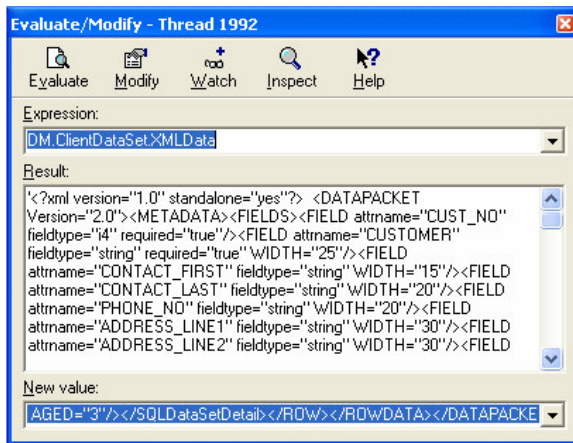 Evaluate/Modify - Thread 1992
Evaluate Modify Watch Inspect Help
Expression:
DM.ClientDataSet.XMLData
Result:
'<?xml version="1.0" standalone="yes"?> <DATAPACKET
Version="2.0"><METADATA><FIELDS><FIELD attrname="CUST_NO"
fieldtype="i4" required="true"/><FIELD attrname="CUSTOMER"
fieldtype="string" required="true" WIDTH="25"/><FIELD
attrname="CONTACT_FIRST" fieldtype="string" WIDTH="15"/><FIELD
attrname="CONTACT_LAST" fieldtype="string" WIDTH="20"/><FIELD
attrname="PHONE_NO" fieldtype="string" WIDTH="20"/><FIELD
attrname="ADDRESS_LINE1" fieldtype="string" WIDTH="30"/><FIELD
attrname="ADDRESS_LINE2" fieldtype="string" WIDTH="30"/><FIELD
New value:
AGED="3"/></SQLDataSetDetail></ROW></ROWDATA></DATAPACKE